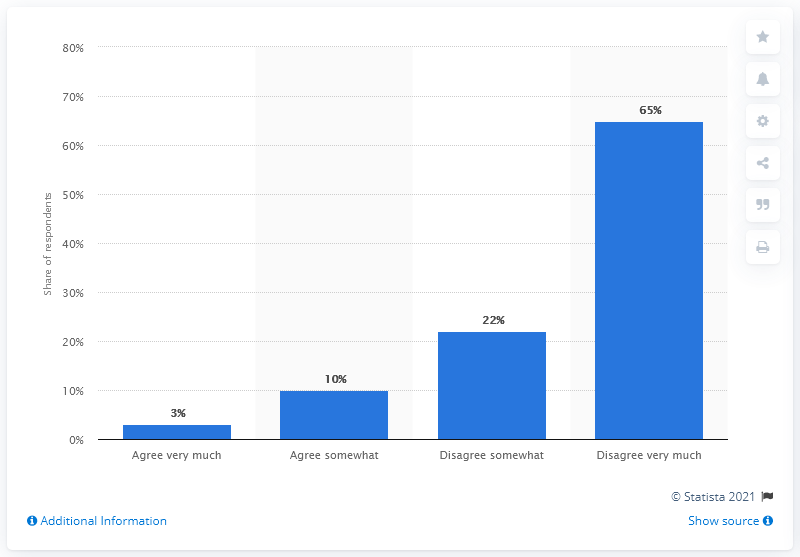 80%
70%
60%
50%
40%
30%
20%
10%
0%
Share of respondents
3%
10%
22%
65%
Agree very much
Agree somewhat
Disagree somewhat
Disagree very much
© Statista 2021
Additional Information
Show source